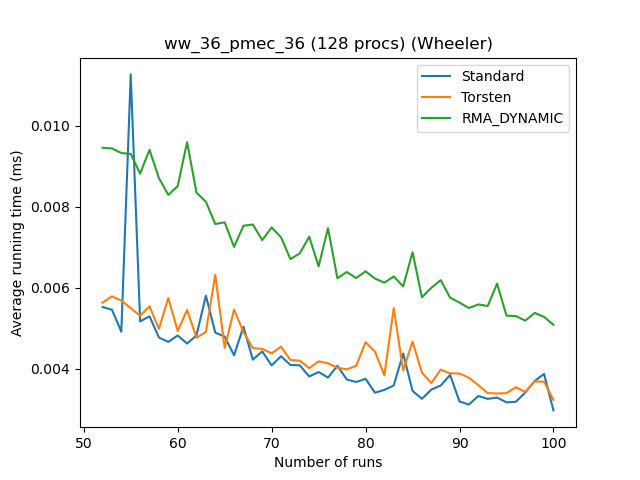 ww_36_pmec_36 (128 procs) (Wheeler)
Standard
Torsten
RMA_DYNAMIC
Average running time (ms)
0.010
0.008
0.006
0.004
50 60 70 80 90 100
Number of runs